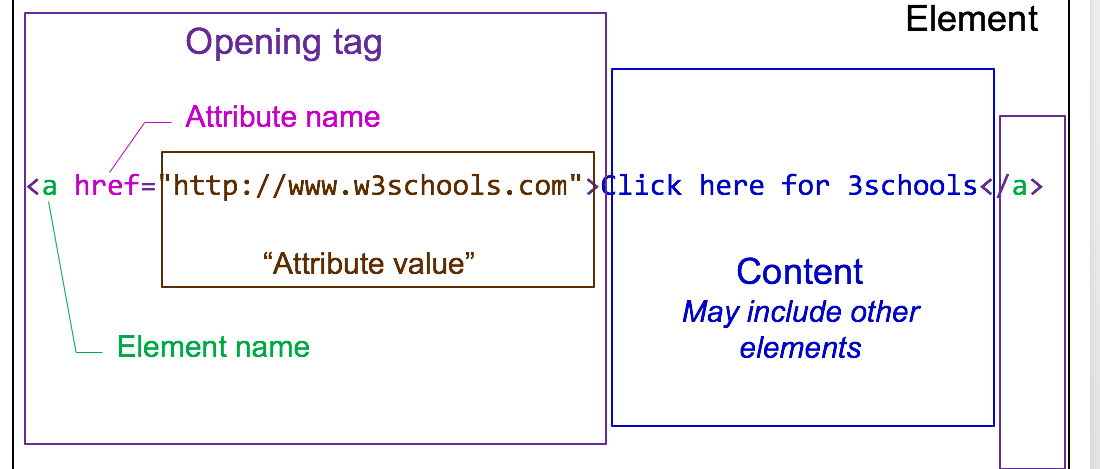 Element
Opening tag
Attribute name
<a href="http://www.w3schools.com">Click here for 3schools</a>
“Attribute value”
Content
May include other
elements
Element name